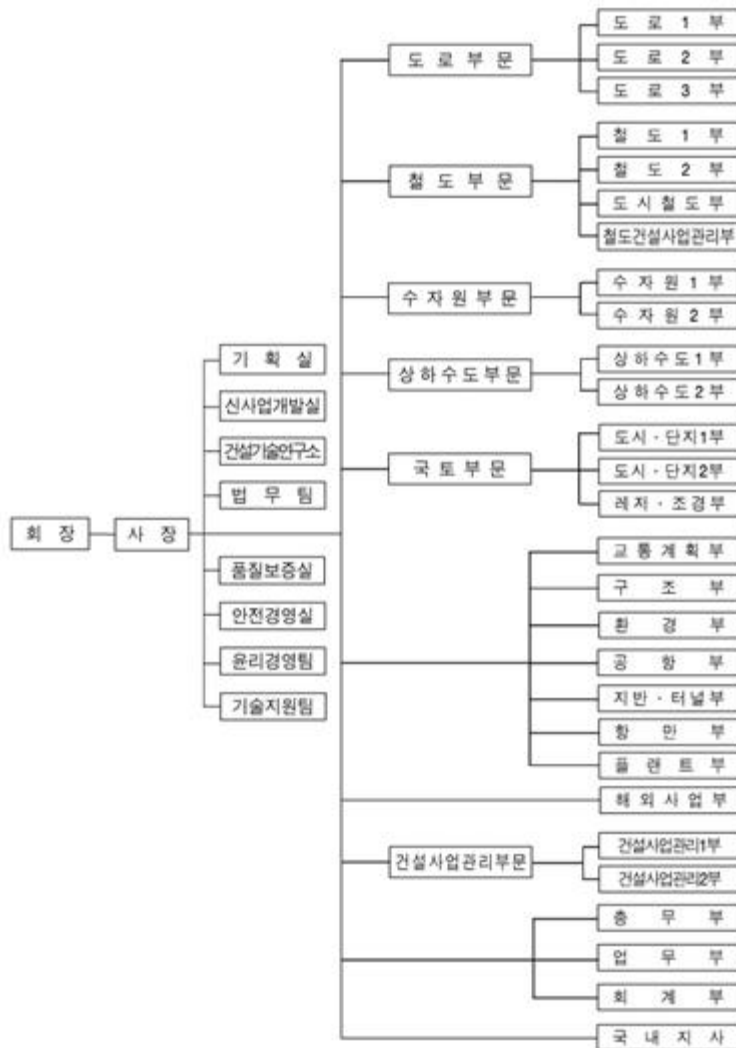 회장
사장
기획실
신사업개발실
건설기술연구소
법무팀
품질보증실
안전경영실
윤리경영팀
기술지원팀
도로부문
도로1부
도로2부
도로3부
철도부문
철도1부
철도2부
도시철도부
철도건설사업관리부
수자원부문
수자원1부
수자원2부
상하수도부문
상하수도1부
상하수도2부
국토부문
도시·단지1부
도시·단지2부
레저·조경부
교통계획부
구조부
환경부
공항부
지반·터널부
항만부
플랜트부
해외사업부
건설사업관리부문
건설사업관리1부
건설사업관리2부
총무부
업무부
회계부
국내지사